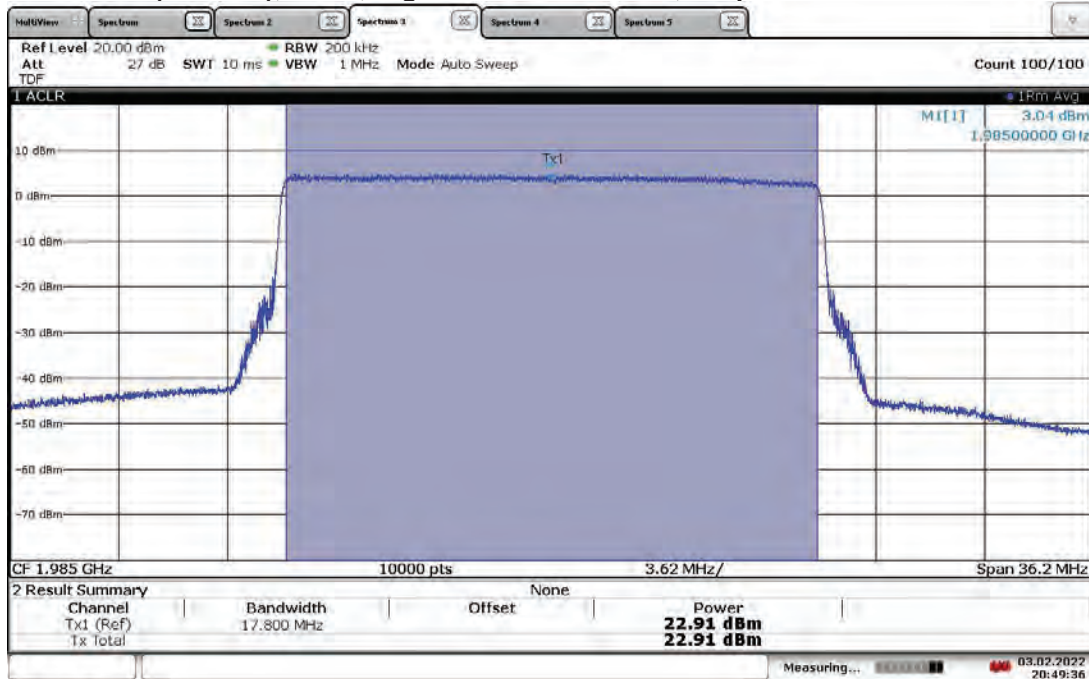 MultiView Spectrum Spectrum 2 Spectrum 3 Spectrum 4 Spectrum 5
Ref Level 20.00 dBm RBW 200 kHz
Att 27 dB SWT 10 ms VBW 1 MHz Mode Auto Sweep Count 100/100
TDF
1 ACLR 1Rm Avg
M1[1] 3.04 dBm
1.98500000 GHz
10 dBm
Tx1
0 dBm
-10 dBm
-20 dBm
-30 dBm
-40 dBm
-50 dBm
-60 dBm
-70 dBm
CF 1.985 GHz 10000 pts 3.62 MHz/ Span 36.2 MHz
2 Result Summary None
Channel Bandwidth Offset Power
Tx1 (Ref) 17.800 MHz 22.91 dBm
Tx Total 22.91 dBm
Measuring... 03.02.2022
20:49:36